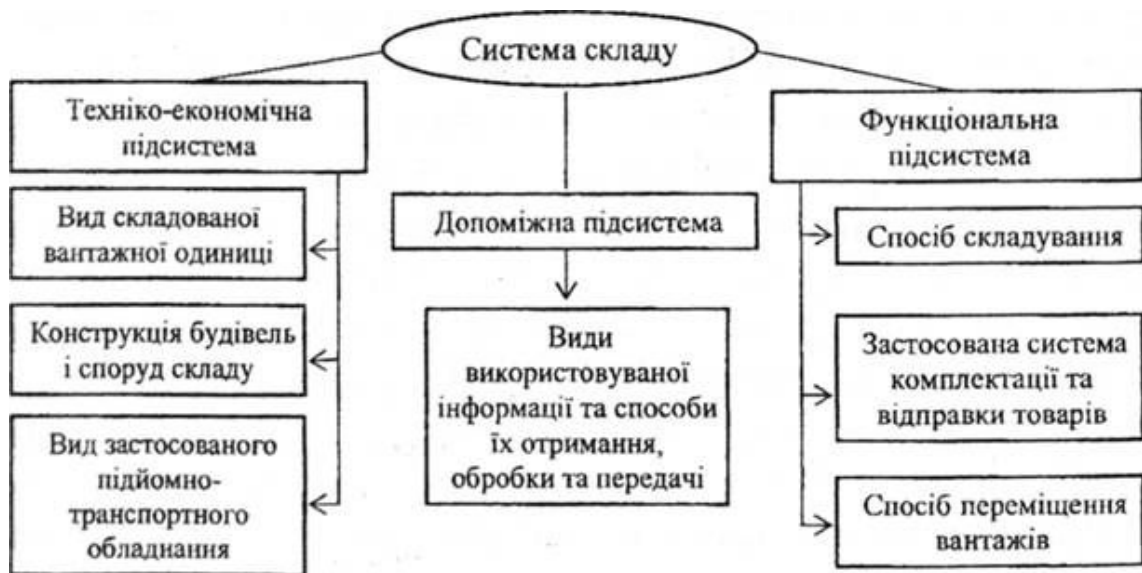 Система складу
Техніко-економічна
підсистема
Вид складованої
вантажної одиниці
Конструкція будівель
і споруд складу
Вид застосованого
підйомно-
транспортного
обладнання
Допоміжна підсистема
Види
використовуваної
інформації та способи
їх отримання,
обробки та передачі
Функціональна
підсистема
Спосіб складування
Застосована система
комплектації та
відправки товарів
Спосіб переміщення
вантажів